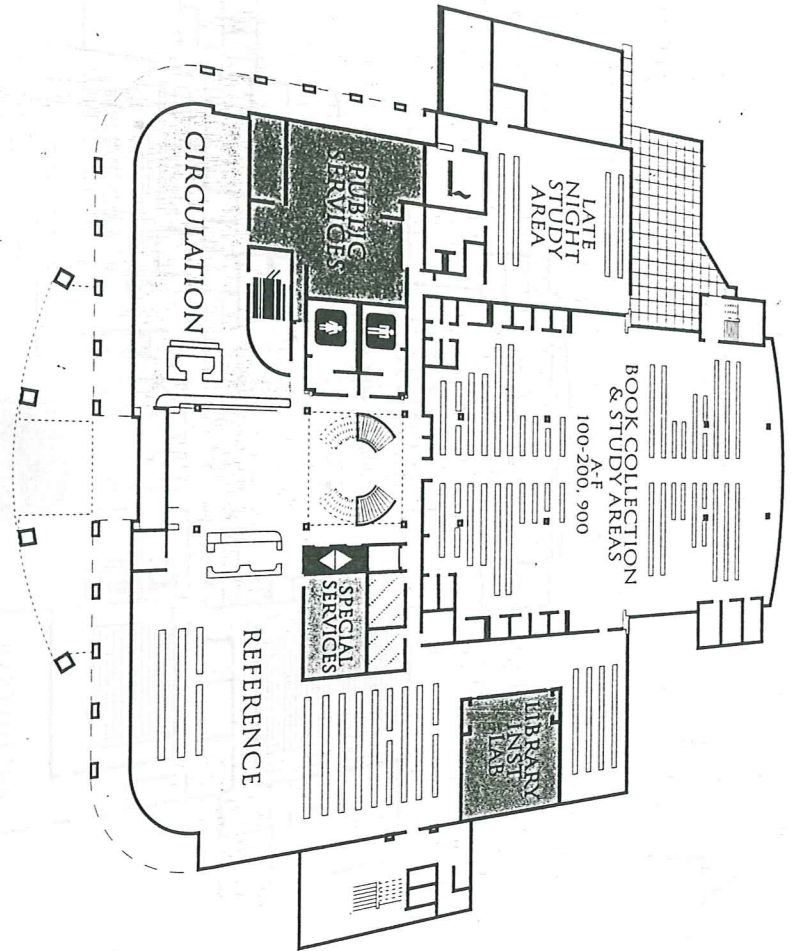 LATE
NIGHT
STUDY
AREA
PUBLIC
SERVICES
CIRCULATION
BOOK COLLECTION
& STUDY AREAS
A-F
100-200, 900
SPECIAL
SERVICES
REFERENCE
LIBRARY
INST
LAB